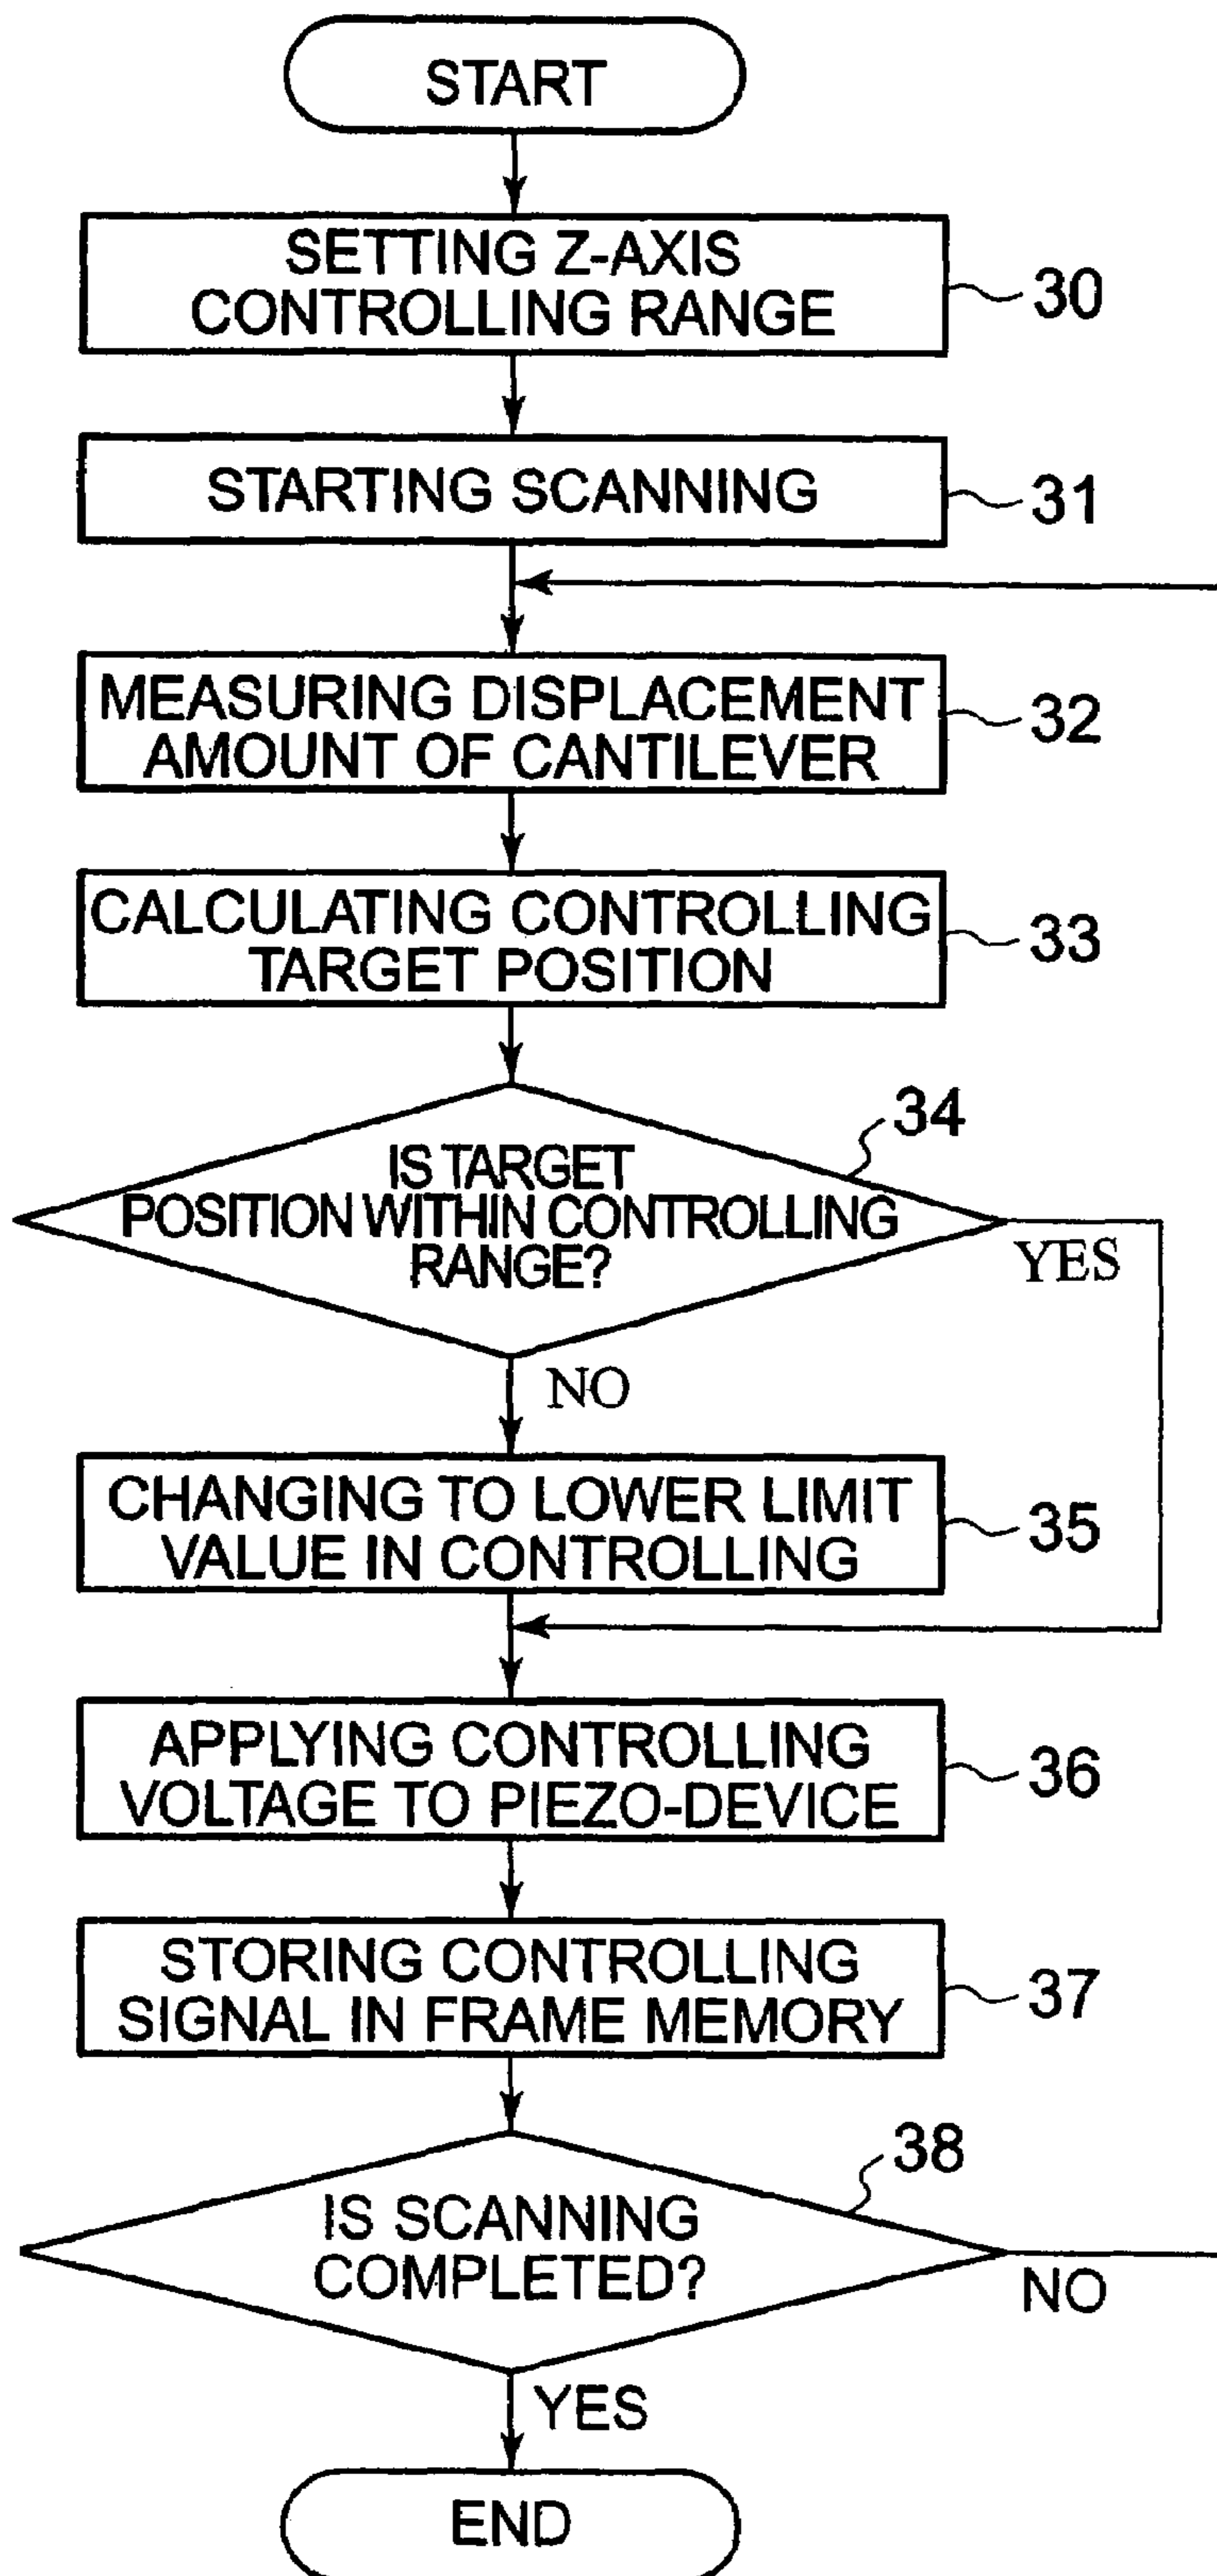 START
SETTING Z-AXIS
CONTROLLING RANGE
30
STARTING SCANNING
31
MEASURING DISPLACEMENT
AMOUNT OF CANTILEVER
32
CALCULATING CONTROLLING
TARGET POSITION
33
34
IS TARGET
POSITION WITHIN CONTROLLING
RANGE?
YES
NO
CHANGING TO LOWER LIMIT
VALUE IN CONTROLLING
35
APPLYING CONTROLLING
VOLTAGE TO PIEZO-DEVICE
36
STORING CONTROLLING
SIGNAL IN FRAME MEMORY
37
38
IS SCANNING
COMPLETED?
NO
YES
END